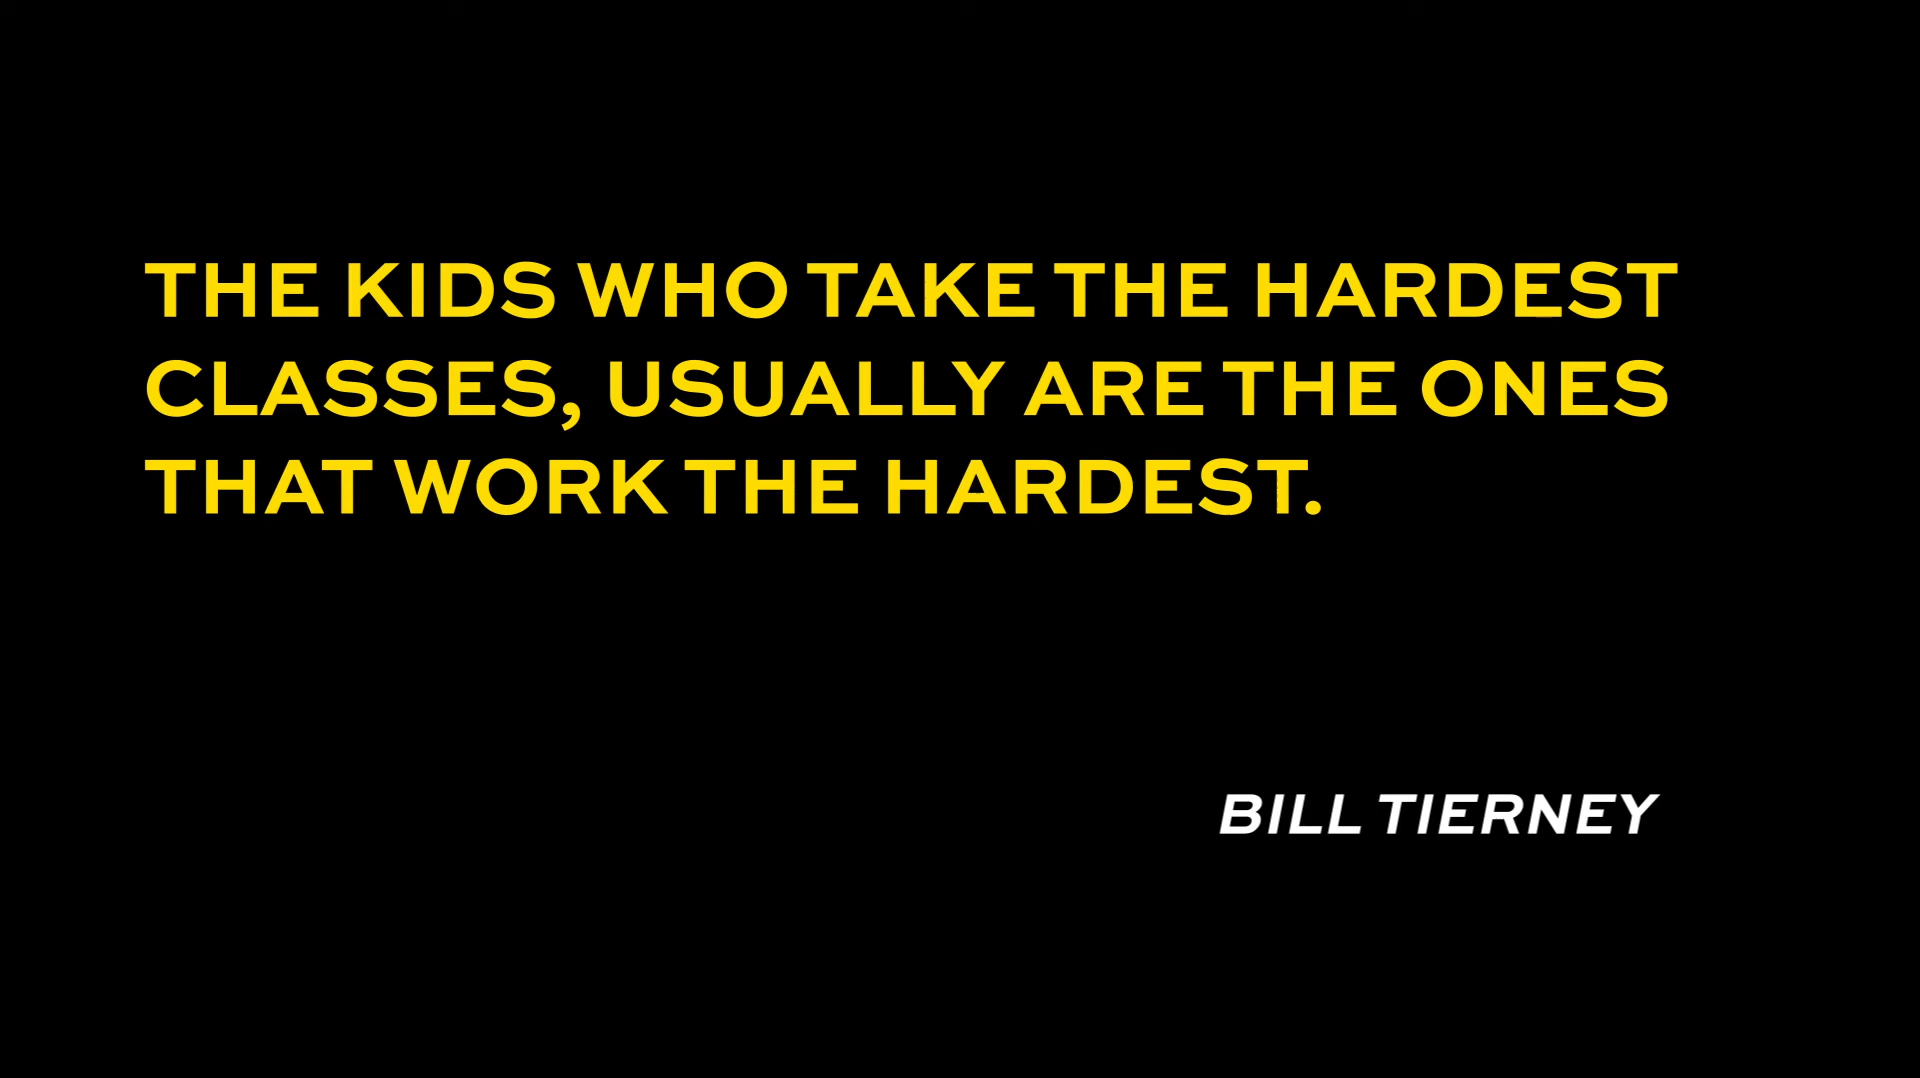 THE KIDS WHO TAKE THE HARDEST
CLASSES, USUALLY ARE THE ONES
THAT WORK THE HARDEST.
BILL TIERNEY